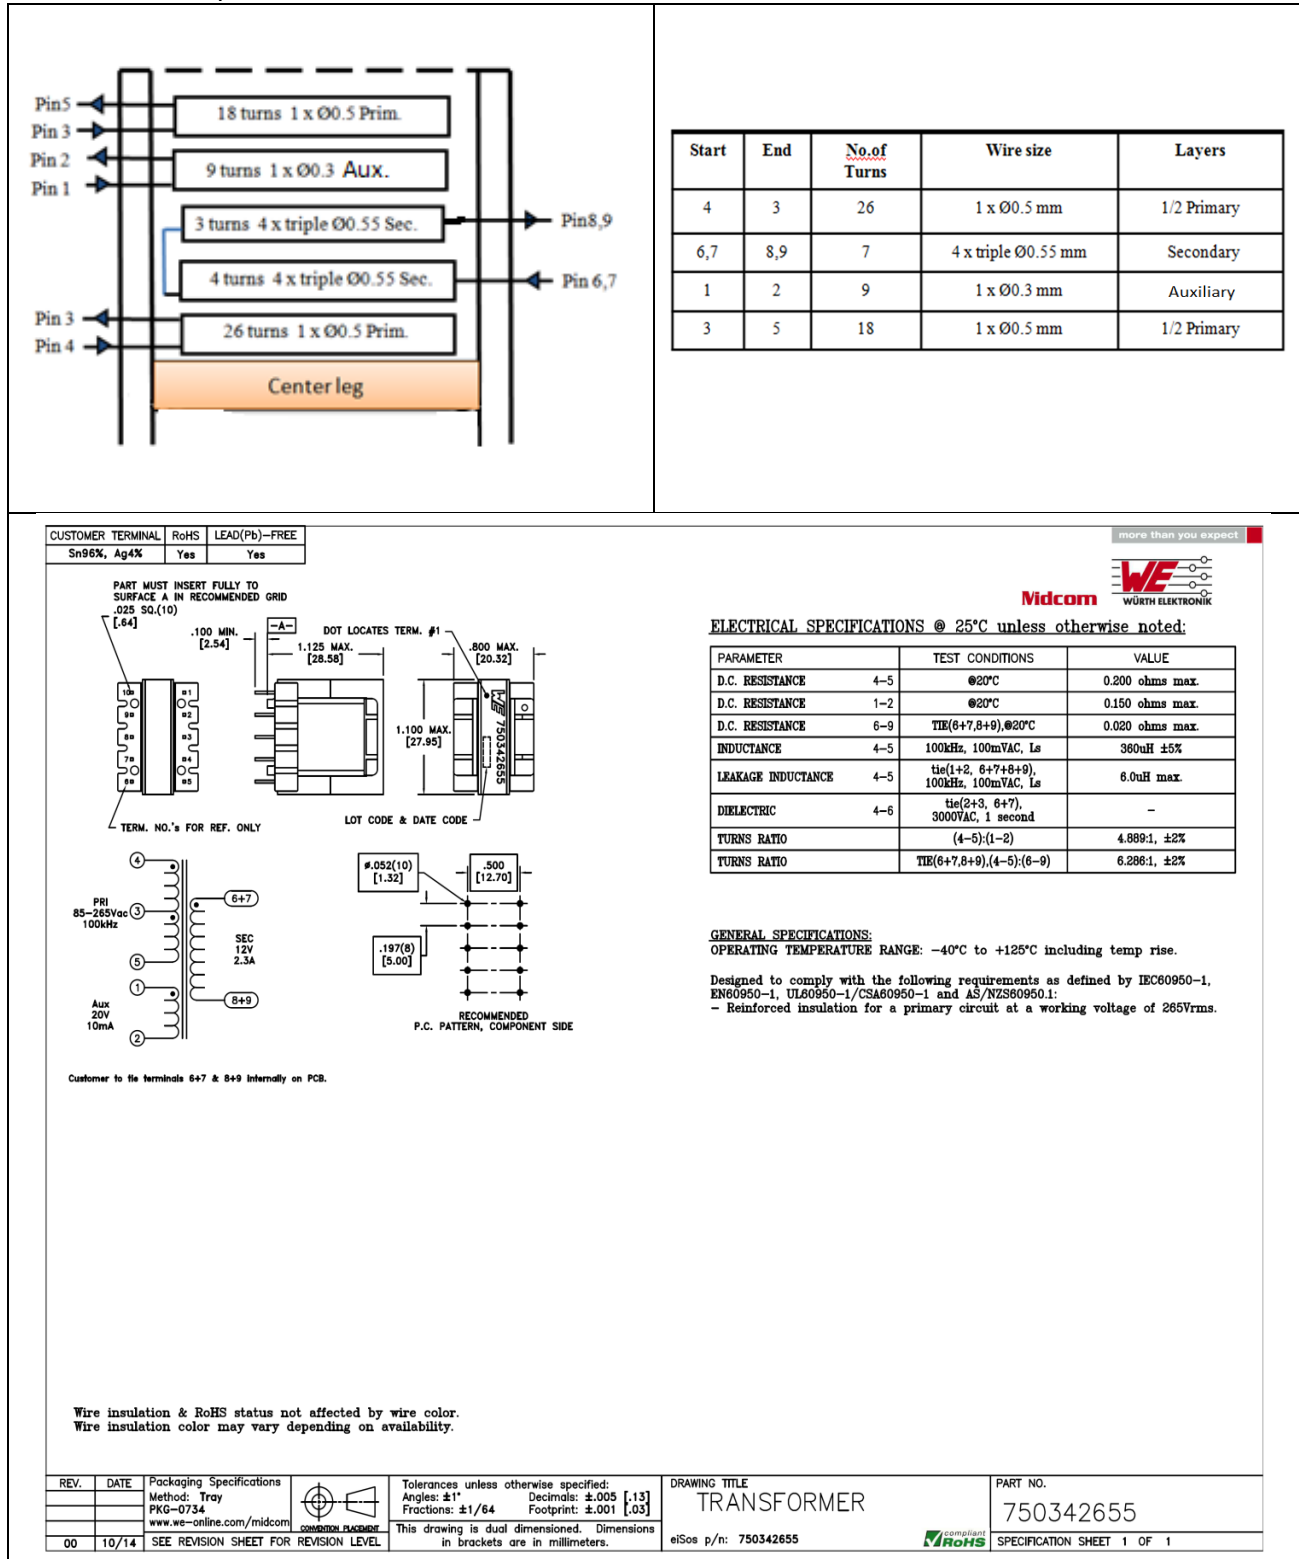 Pin5
18 turns 1 x Ø0.5 Prim.
Pin 3
Pin 2
9 turns 1 x Ø0.3 Aux.
Pin 1
3 turns 4 x triple Ø0.55 Sec.
Pin8,9
4 turns 4 x triple Ø0.55 Sec.
Pin 6,7
Pin 3
26 turns 1 x Ø0.5 Prim.
Pin 4
Center leg
Start End No.of Turns Wire size Layers
4 3 26 1 x Ø0.5 mm 1/2 Primary
6,7 8,9 7 4 x triple Ø0.55 mm Secondary
1 2 9 1 x Ø0.3 mm Auxiliary
3 5 18 1 x Ø0.5 mm 1/2 Primary
CUSTOMER TERMINAL RoHS LEAD(Pb)-FREE
Sn96%, Ag4% Yes Yes
more than you expect
Midcom
WE
WÜRTH ELEKTRONIK
PART MUST INSERT FULLY TO
SURFACE A IN RECOMMENDED GRID
.025 SQ.(10)
[.64]
.100 MIN.
[2.54]
-A-
1.125 MAX.
[28.58]
DOT LOCATES TERM. #1
.800 MAX.
[20.32]
10 1
9 2
8 3
7 4
6 5
1.100 MAX.
[27.95]
WE 750342655
TERM. NO.'s FOR REF. ONLY
LOT CODE & DATE CODE
4
PRI
85-265Vac
100kHz
3
5
6+7
SEC
12V
2.3A
8+9
1
Aux
20V
10mA
2
ø.052(10)
[1.32]
.500
[12.70]
.197(8)
[5.00]
RECOMMENDED
P.C. PATTERN, COMPONENT SIDE
Customer to tie terminals 6+7 & 8+9 internally on PCB.
ELECTRICAL SPECIFICATIONS @ 25°C unless otherwise noted:
PARAMETER TEST CONDITIONS VALUE
D.C. RESISTANCE 4-5 @20°C 0.200 ohms max.
D.C. RESISTANCE 1-2 @20°C 0.150 ohms max.
D.C. RESISTANCE 6-9 TIE(6+7,8+9),@20°C 0.020 ohms max.
INDUCTANCE 4-5 100kHz, 100mVAC, Ls 360uH ±5%
LEAKAGE INDUCTANCE 4-5 tie(1+2, 6+7+8+9), 100kHz, 100mVAC, Ls 6.0uH max.
DIELECTRIC 4-6 tie(2+3, 6+7), 3000VAC, 1 second -
TURNS RATIO (4-5):(1-2) 4.889:1, ±2%
TURNS RATIO TIE(6+7,8+9),(4-5):(6-9) 6.286:1, ±2%
GENERAL SPECIFICATIONS:
OPERATING TEMPERATURE RANGE: -40°C to +125°C including temp rise.
Designed to comply with the following requirements as defined by IEC60950-1,
EN60950-1, UL60950-1/CSA60950-1 and AS/NZS60950.1:
- Reinforced insulation for a primary circuit at a working voltage of 265Vrms.
Wire insulation & RoHS status not affected by wire color.
Wire insulation color may vary depending on availability.
REV. DATE
00 10/14
Packaging Specifications
Method: Tray
PKG-0734
www.we-online.com/midcom
CONVENTION PLACEMENT
SEE REVISION SHEET FOR REVISION LEVEL
Tolerances unless otherwise specified:
Angles: ±1° Decimals: ±.005 [.13]
Fractions: ±1/64 Footprint: ±.001 [.03]
This drawing is dual dimensioned. Dimensions
in brackets are in millimeters.
DRAWING TITLE
TRANSFORMER
eiSos p/n: 750342655
compliant
RoHS
PART NO.
750342655
SPECIFICATION SHEET 1 OF 1